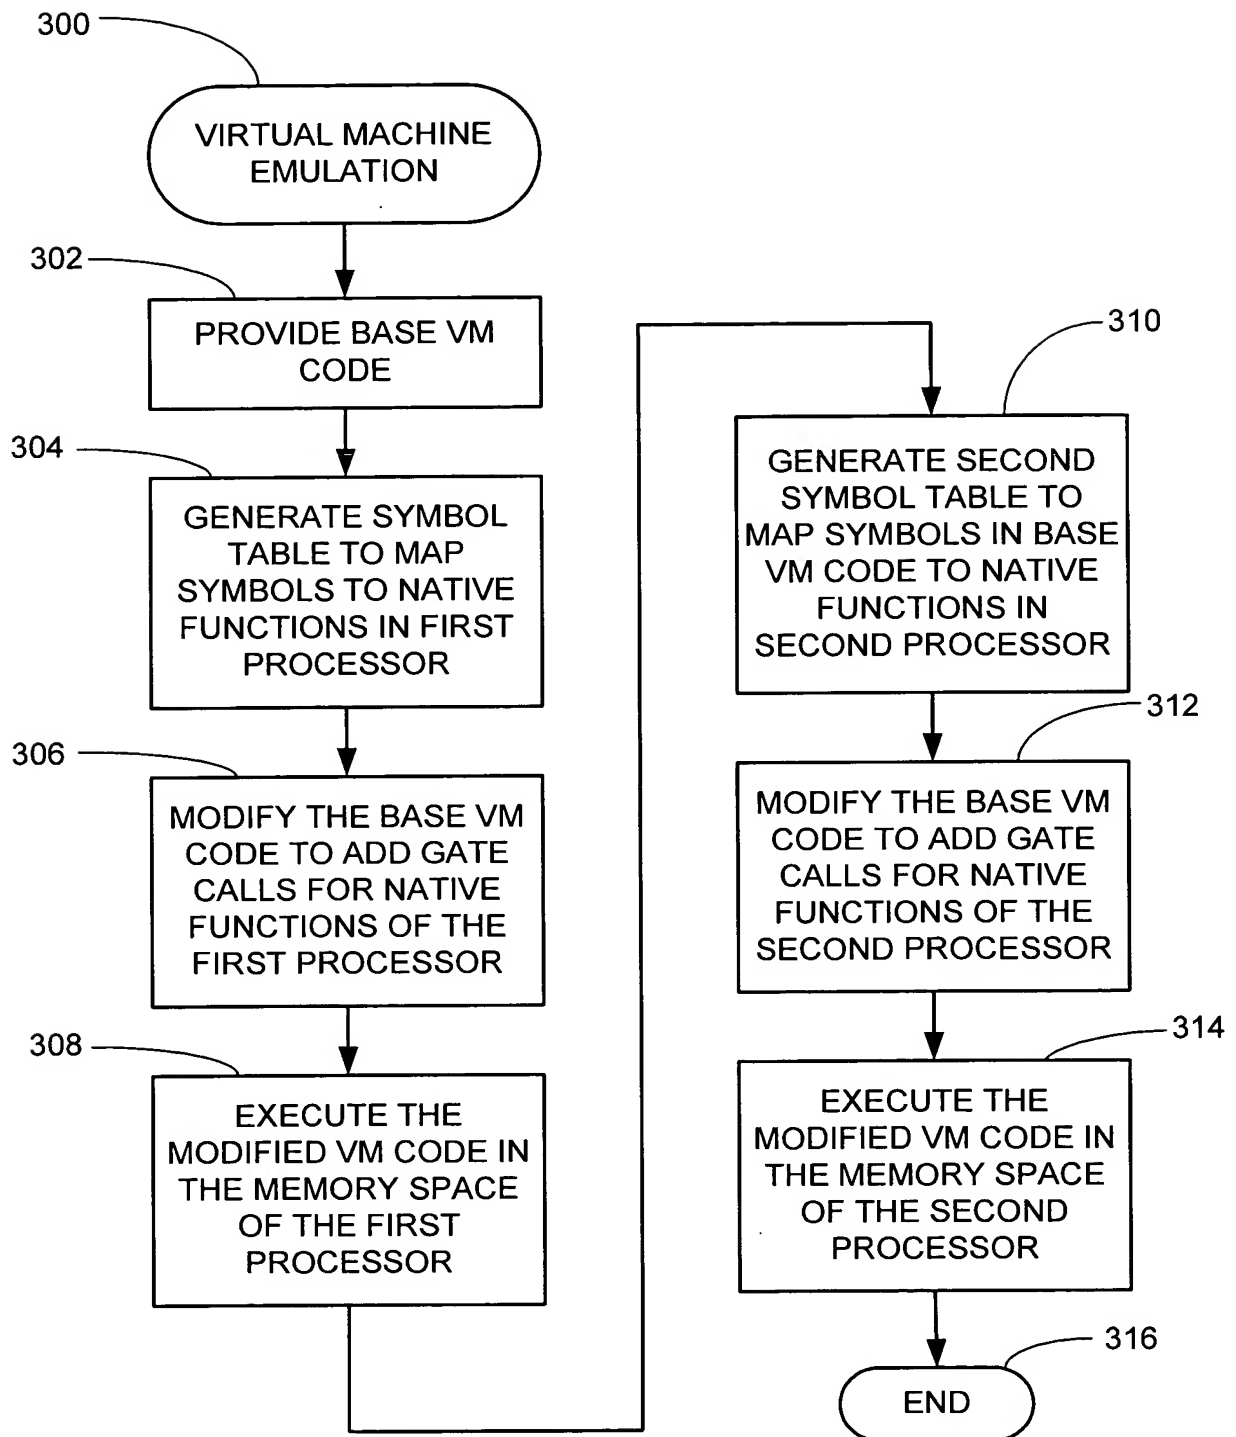 300
VIRTUAL MACHINE
EMULATION
302
PROVIDE BASE VM
CODE
304
GENERATE SYMBOL
TABLE TO MAP
SYMBOLS TO NATIVE
FUNCTIONS IN FIRST
PROCESSOR
306
MODIFY THE BASE VM
CODE TO ADD GATE
CALLS FOR NATIVE
FUNCTIONS OF THE
FIRST PROCESSOR
308
EXECUTE THE
MODIFIED VM CODE IN
THE MEMORY SPACE
OF THE FIRST
PROCESSOR
310
GENERATE SECOND
SYMBOL TABLE TO
MAP SYMBOLS IN BASE
VM CODE TO NATIVE
FUNCTIONS IN
SECOND PROCESSOR
312
MODIFY THE BASE VM
CODE TO ADD GATE
CALLS FOR NATIVE
FUNCTIONS OF THE
SECOND PROCESSOR
314
EXECUTE THE
MODIFIED VM CODE IN
THE MEMORY SPACE
OF THE SECOND
PROCESSOR
316
END